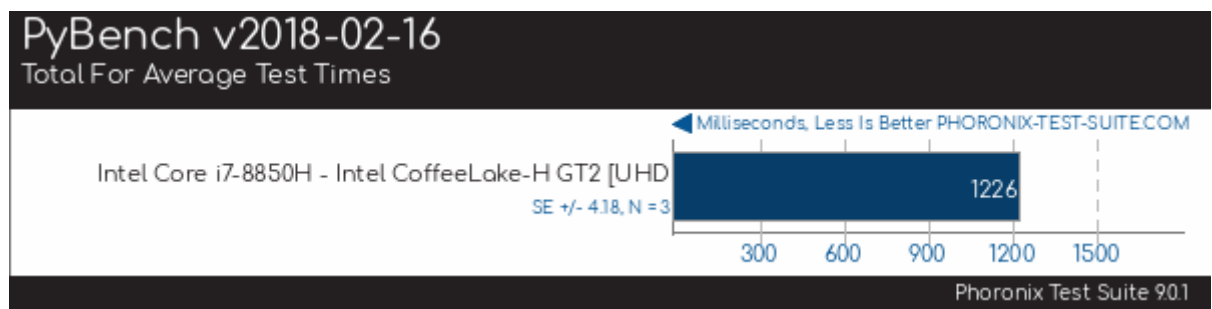 PyBench v2018-02-16
Total For Average Test Times
Milliseconds, Less Is Better PHORONIX-TEST-SUITE.COM
Intel Core i7-8850H - Intel CoffeeLake-H GT2 [UHD
1226
SE +/- 4.18, N = 3
300 600 900 1200 1500
Phoronix Test Suite 9.0.1